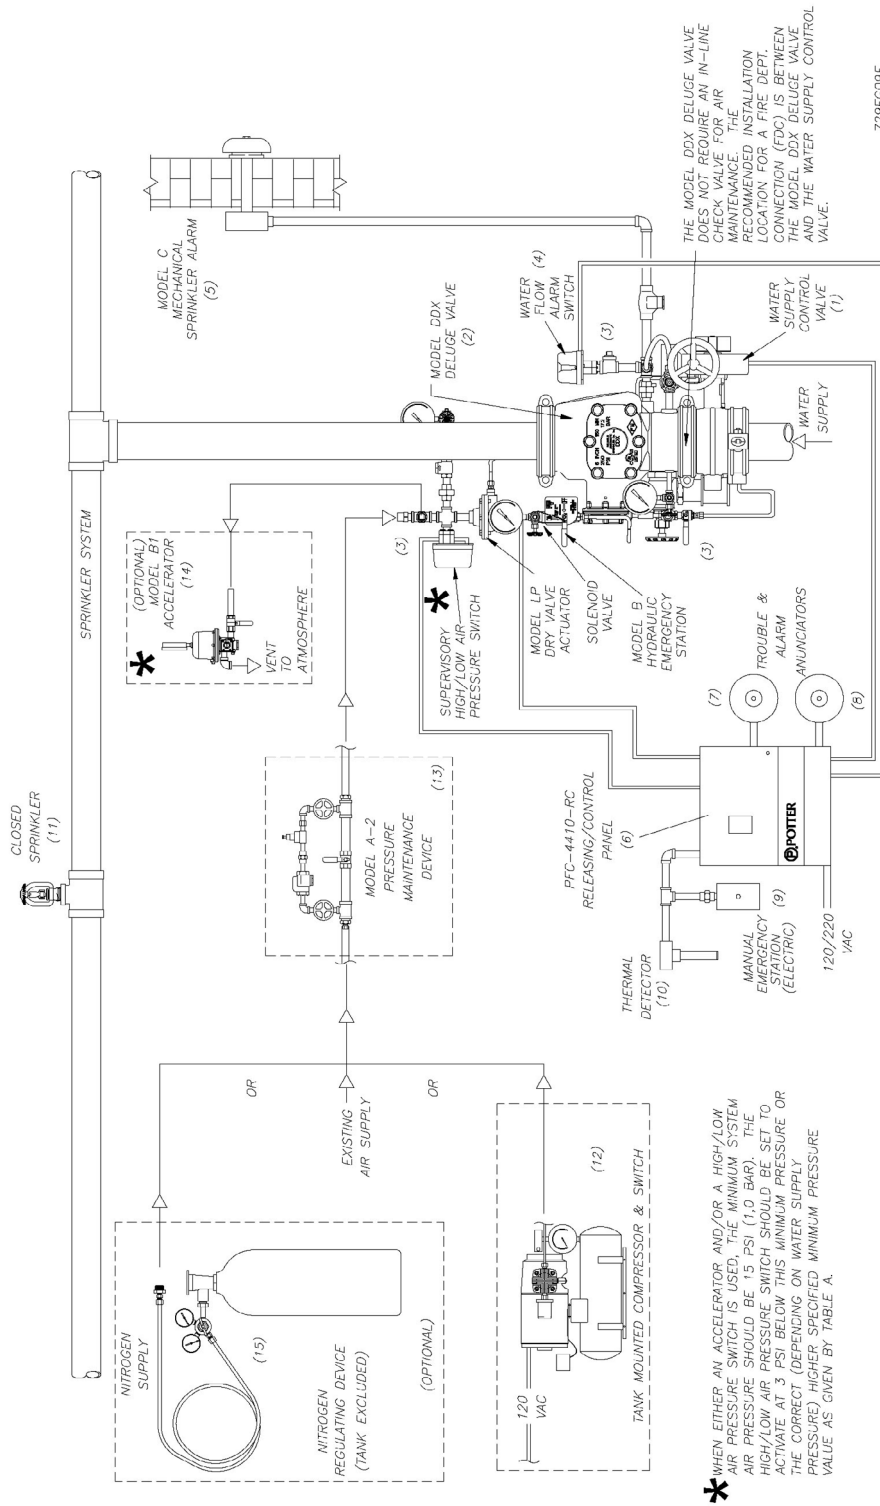 CLOSED
SPRINKLER
(11)
SPRINKLER SYSTEM
NITROGEN
SUPPLY
(15)
NITROGEN
REGULATING DEVICE
(TANK EXCLUDED)
(OPTIONAL)
OR
EXISTING
AIR SUPPLY
OR
120
VAC
(12)
TANK MOUNTED COMPRESSOR & SWITCH
MODEL A-2
PRESSURE
MAINTENANCE
DEVICE
(13)
(OPTIONAL)
MODEL B1
ACCELERATOR
(14)
*
VENT
TO
ATMOSPHERE
MODEL C
MECHANICAL
SPRINKLER ALARM
(5)
MODEL DDX
DELUGE VALVE
(2)
WATER
FLOW
ALARM
SWITCH
(4)
(3)
(3)
*
SUPERVISORY
HIGH/LOW AIR
PRESSURE SWITCH
MODEL LP
DRY VALVE
ACTUATOR
SOLENOID
VALVE
MODEL B
HYDRAULIC
EMERGENCY
STATION
(3)
DDX
WATER
SUPPLY
CONTROL
VALVE
(1)
WATER
SUPPLY
THE MODEL DDX DELUGE VALVE
DOES NOT REQUIRE AN IN-LINE
CHECK VALVE FOR AIR
MAINTENANCE. THE
RECOMMENDED INSTALLATION
LOCATION FOR A FIRE DEPT.
CONNECTION (FDC) IS BETWEEN
THE MODEL DDX DELUGE VALVE
AND THE WATER SUPPLY CONTROL
VALVE.
PFC-4410-RC
RELEASING/CONTROL
PANEL
(6)
POTTER
(7)
TROUBLE &
ALARM
ANUNCIATORS
(8)
THERMAL
DETECTOR
(10)
MANUAL
EMERGENCY
STATION
(ELECTRIC)
(9)
120/220
VAC
* WHEN EITHER AN ACCELERATOR AND/OR A HIGH/LOW
AIR PRESSURE SWITCH IS USED, THE MINIMUM SYSTEM
AIR PRESSURE SHOULD BE 15 PSI (1.0 BAR). THE
HIGH/LOW AIR PRESSURE SWITCH SHOULD BE SET TO
ACTIVATE AT 3 PSI BELOW THIS MINIMUM PRESSURE OR
THE CORRECT (DEPENDING ON WATER SUPPLY
PRESSURE) HIGHER SPECIFIED MINIMUM PRESSURE
VALUE AS GIVEN BY TABLE A.